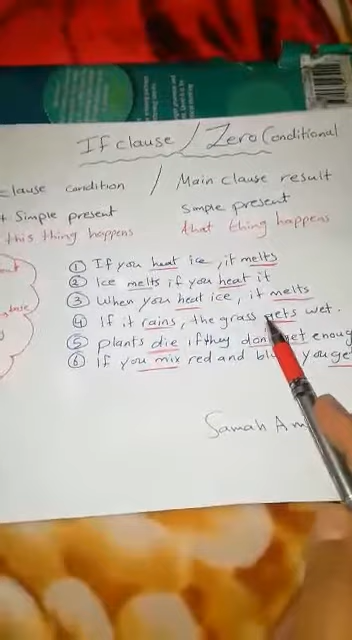 If clause / Zero Conditional
clause condition / Main clause result
+ Simple present simple present
this thing happens that thing happens
① If you heat ice, it melts
② Ice melts if you heat it
③ When you heat ice, it melts
④ If it rains, the grass gets wet.
⑤ plants die if they don't get
⑥ If you mix red and you
Samah